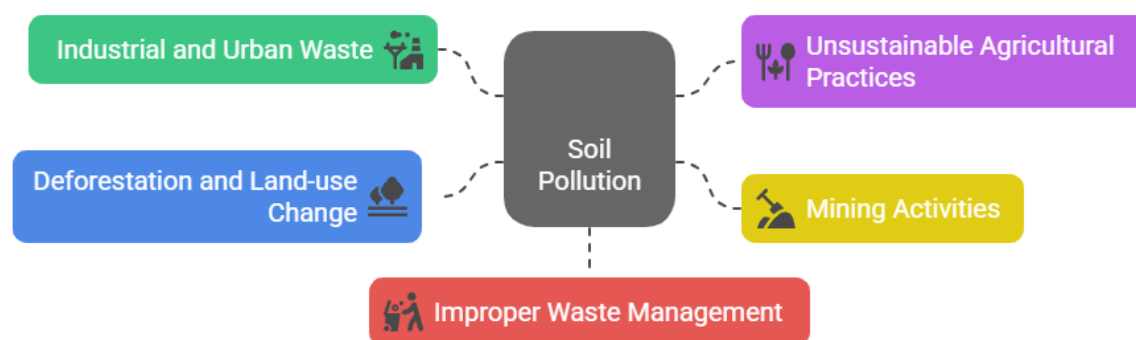 Industrial and Urban Waste
Unsustainable Agricultural
Practices
Soil
Pollution
Deforestation and Land-use
Change
Mining Activities
Improper Waste Management